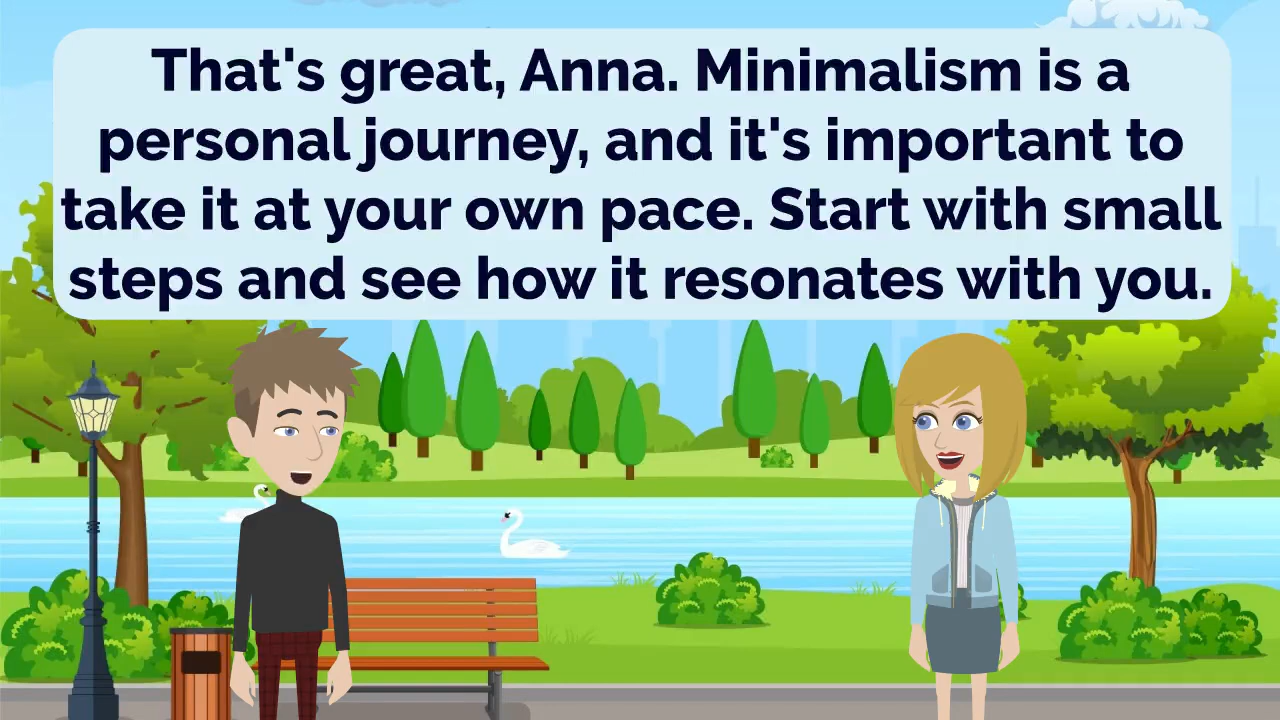 That's great, Anna. Minimalism is a
personal journey, and it's important to
take it at your own pace. Start with small
steps and see how it resonates with you.